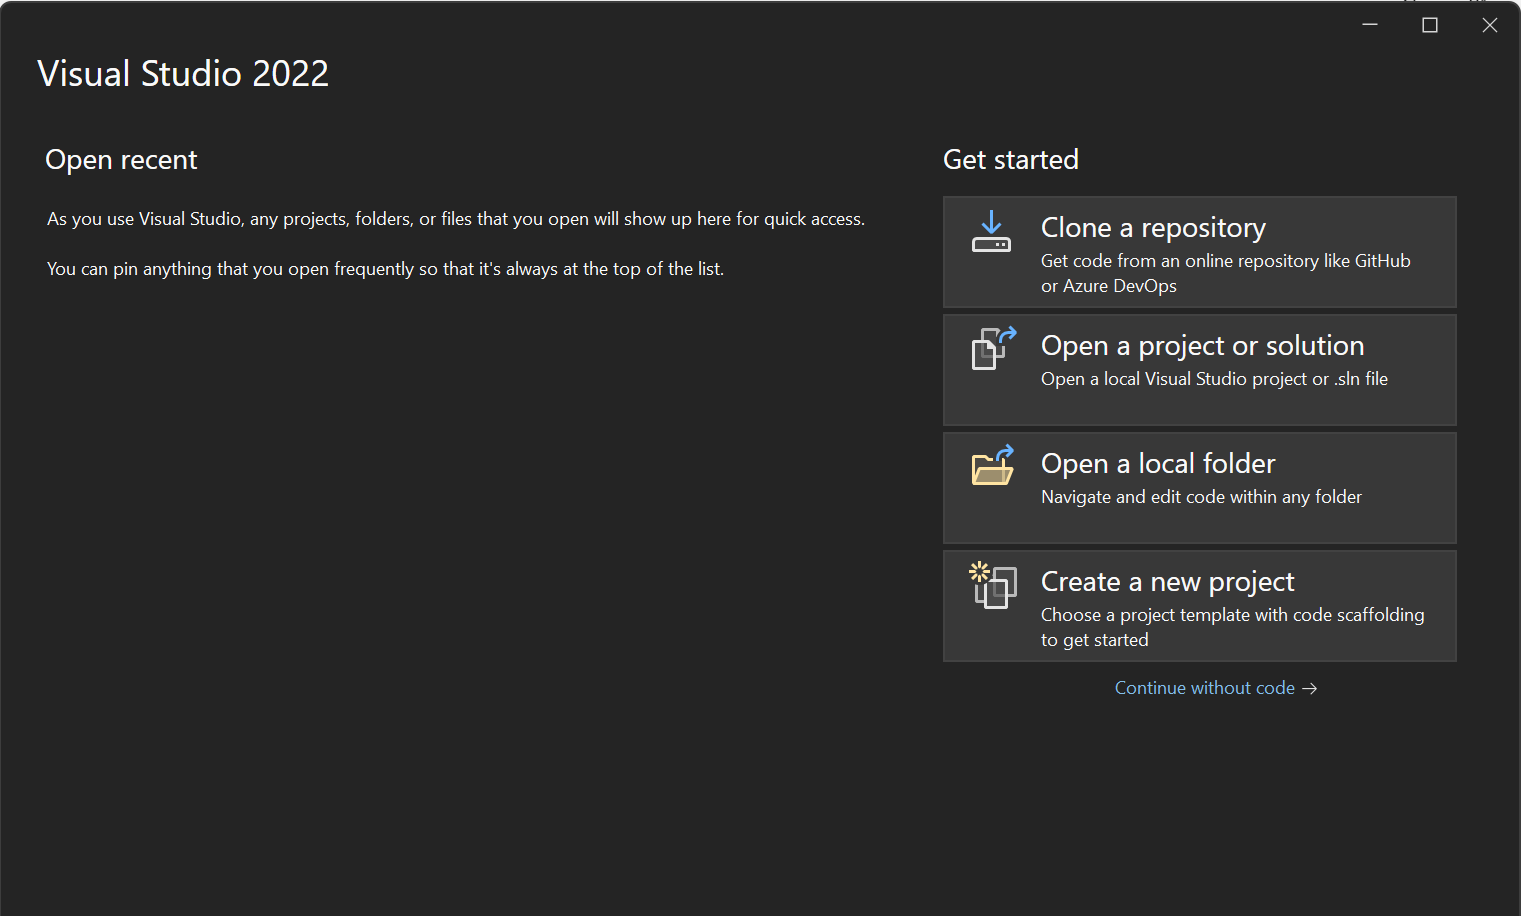 Visual Studio 2022
Open recent
As you use Visual Studio, any projects, folders, or files that you open will show up here for quick access.
You can pin anything that you open frequently so that it's always at the top of the list.
Get started
Clone a repository
Get code from an online repository like GitHub
or Azure DevOps
Open a project or solution
Open a local Visual Studio project or .sln file
Open a local folder
Navigate and edit code within any folder
Create a new project
Choose a project template with code scaffolding
to get started
Continue without code →